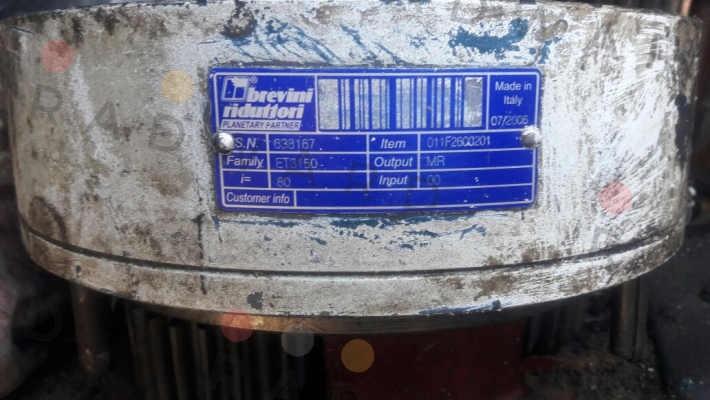 brevini®
riduttori
PLANETARY PARTNER
Made in
Italy
07/2006
S.N. 638167 Item 011F2600201
Family ET3150 Output MR
i= 80 Input 00
Customer info